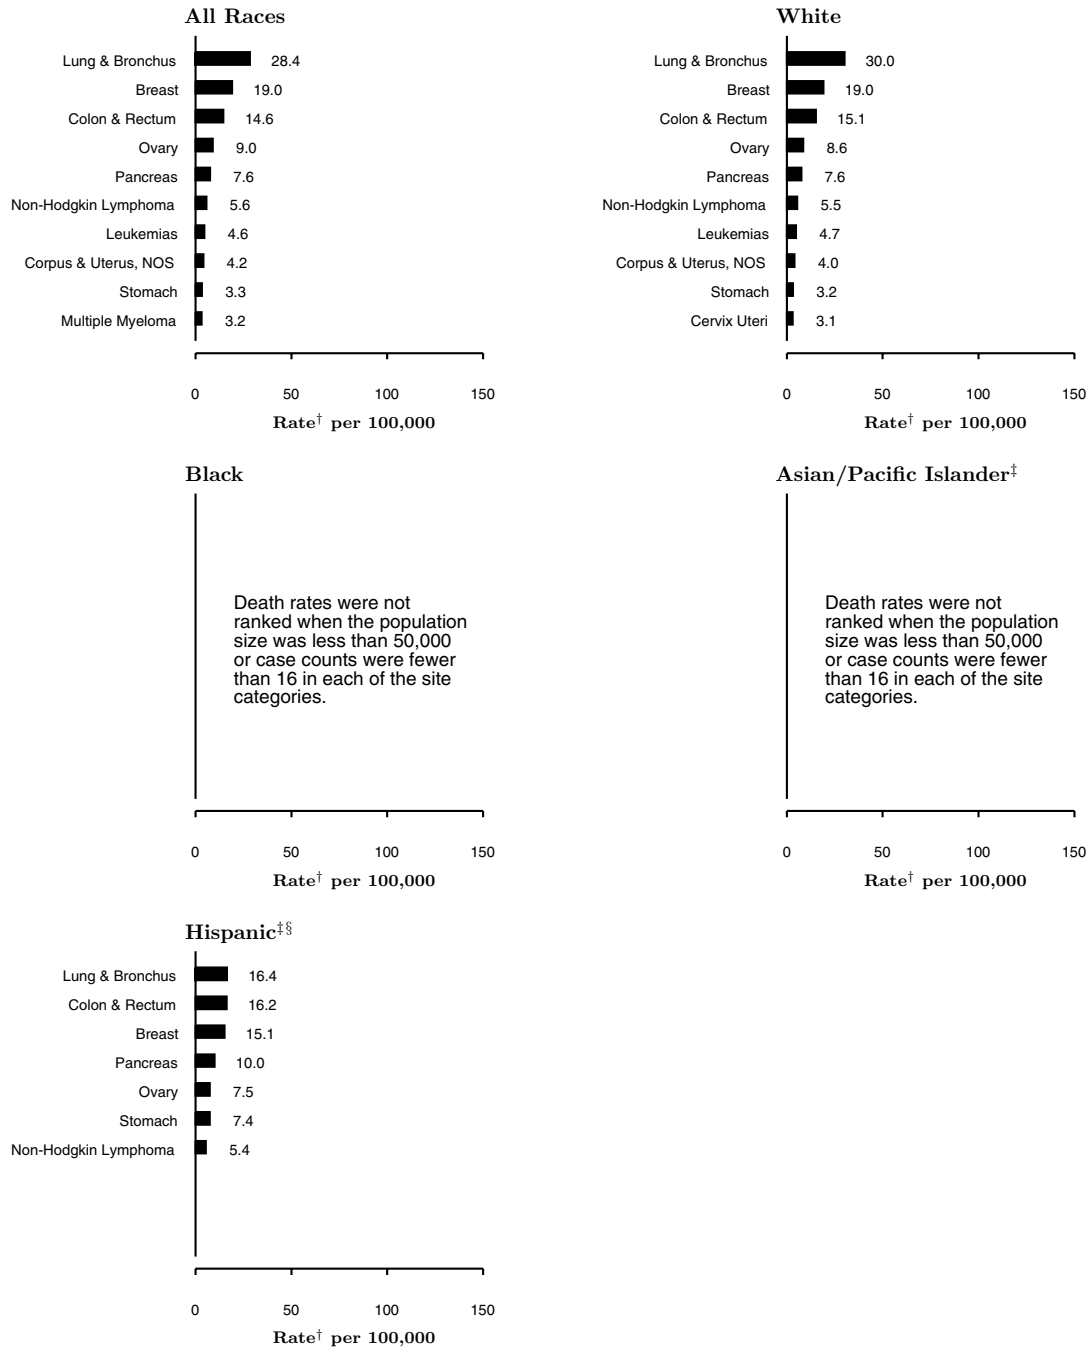 All Races
Lung & Bronchus 28.4
Breast 19.0
Colon & Rectum 14.6
Ovary 9.0
Pancreas 7.6
Non-Hodgkin Lymphoma 5.6
Leukemias 4.6
Corpus & Uterus, NOS 4.2
Stomach 3.3
Multiple Myeloma 3.2
0 50 100 150
Rate† per 100,000
White
Lung & Bronchus 30.0
Breast 19.0
Colon & Rectum 15.1
Ovary 8.6
Pancreas 7.6
Non-Hodgkin Lymphoma 5.5
Leukemias 4.7
Corpus & Uterus, NOS 4.0
Stomach 3.2
Cervix Uteri 3.1
0 50 100 150
Rate† per 100,000
Black
Death rates were not
ranked when the population
size was less than 50,000
or case counts were fewer
than 16 in each of the site
categories.
0 50 100 150
Rate† per 100,000
Asian/Pacific Islander‡
Death rates were not
ranked when the population
size was less than 50,000
or case counts were fewer
than 16 in each of the site
categories.
0 50 100 150
Rate† per 100,000
Hispanic‡§
Lung & Bronchus 16.4
Colon & Rectum 16.2
Breast 15.1
Pancreas 10.0
Ovary 7.5
Stomach 7.4
Non-Hodgkin Lymphoma 5.4
0 50 100 150
Rate† per 100,000